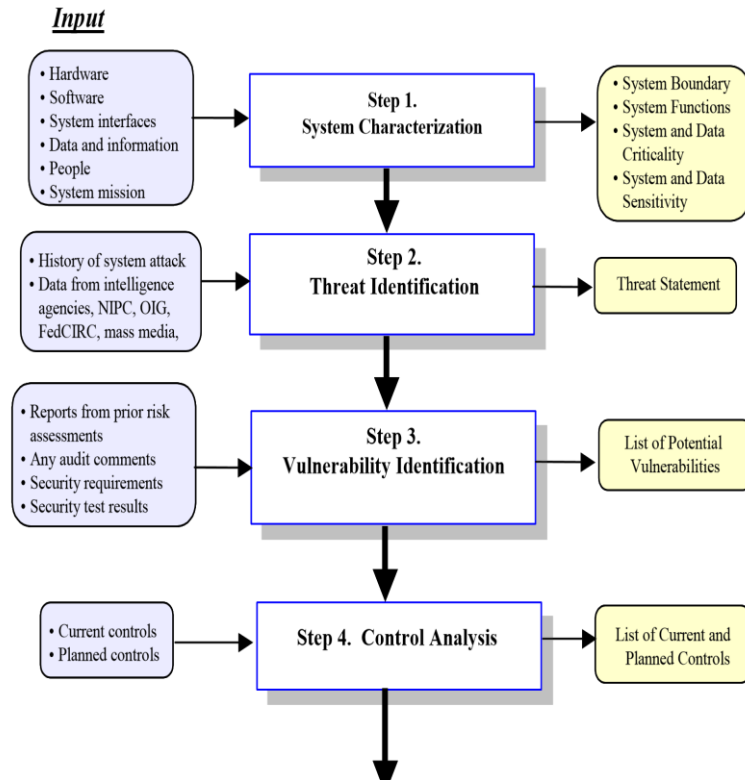 Input
• Hardware
• Software
• System interfaces
• Data and information
• People
• System mission
Step 1.
System Characterization
• System Boundary
• System Functions
• System and Data
Criticality
• System and Data
Sensitivity
• History of system attack
• Data from intelligence
agencies, NIPC, OIG,
FedCIRC, mass media,
Step 2.
Threat Identification
Threat Statement
• Reports from prior risk
assessments
• Any audit comments
• Security requirements
• Security test results
Step 3.
Vulnerability Identification
List of Potential
Vulnerabilities
• Current controls
• Planned controls
Step 4. Control Analysis
List of Current and
Planned Controls